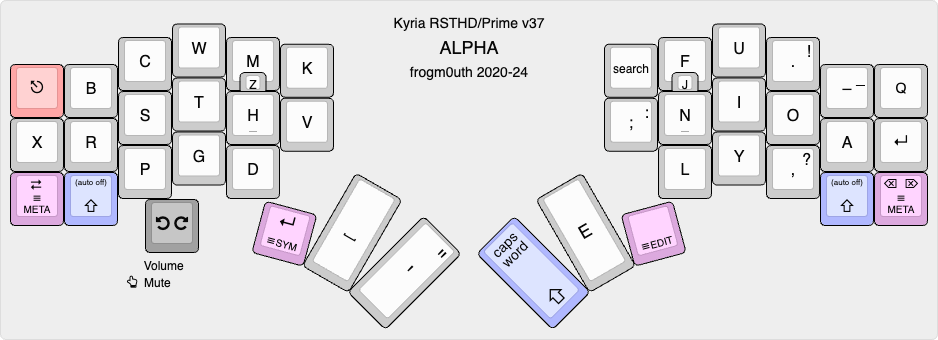 Kyria RSTHD/Prime v37
ALPHA
frogm0uth 2020-24
B
C
W
M
Z
K
X
R
S
T
H
_
V
P
G
D
META
(auto off)
SYM
'
"
Volume
Mute
search
F
J
U
. !
– —
Q
; :
N
_
I
O
A
L
Y
, ?
(auto off)
META
caps
word
E
EDIT